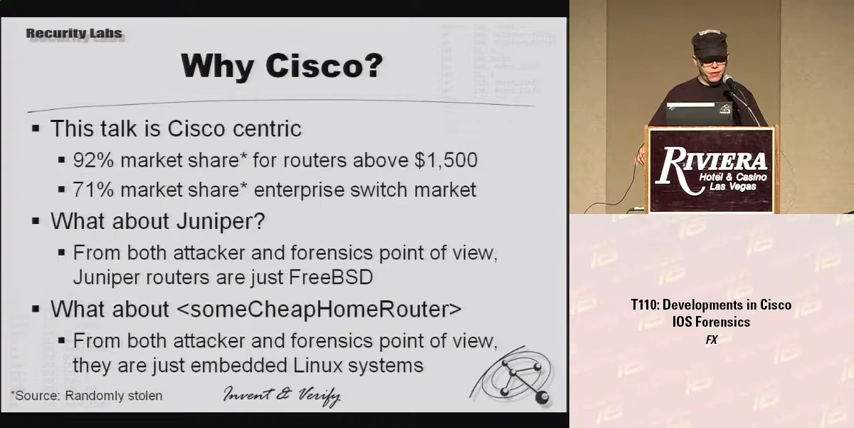 Recurity Labs
Why Cisco?
▪ This talk is Cisco centric
▪ 92% market share* for routers above $1,500
▪ 71% market share* enterprise switch market
▪ What about Juniper?
▪ From both attacker and forensics point of view,
Juniper routers are just FreeBSD
▪ What about <someCheapHomeRouter>
▪ From both attacker and forensics point of view,
they are just embedded Linux systems
*Source: Randomly stolen
Invent & Verify
RIVIERA
Hotel & Casino
Las Vegas
T110: Developments in Cisco
IOS Forensics
FX